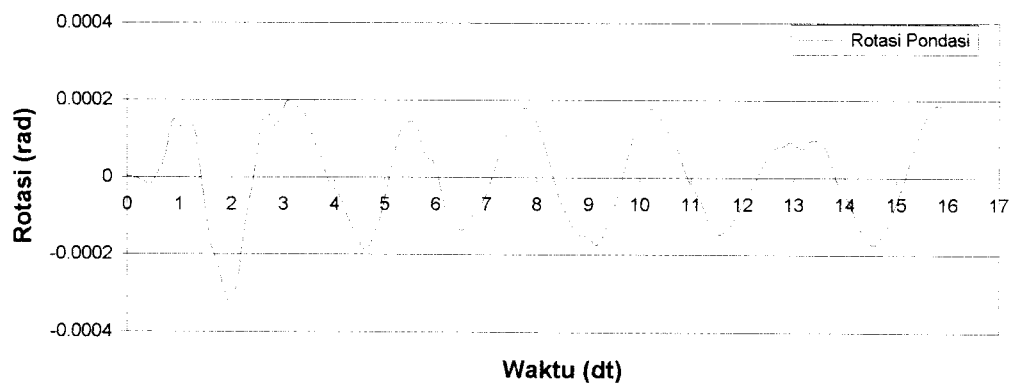 0.0004
Rotasi Pondasi
0.0002
Rotasi (rad)
0
0 1 2 3 4 5 6 7 8 9 10 11 12 13 14 15 16 17
-0.0002
-0.0004
Waktu (dt)